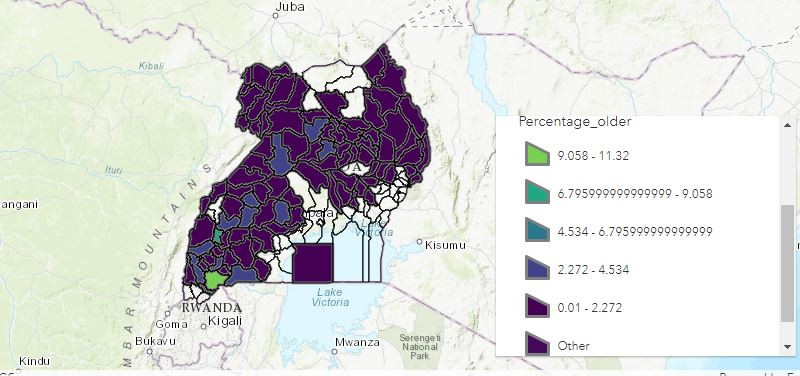 Juba
Kibali
Percentage_older
9.058 - 11.32
Ituri
6.795999999999999 - 9.058
angani
4.534 - 6.795999999999999
MOUNTAINS
Kisumu
2.272 - 4.534
MBAR
Lake
Victoria
0.01 - 2.272
RWANDA
Goma
Kigali
Serengeti
National
Park
Bukavu
Mwanza
Other
Kindu